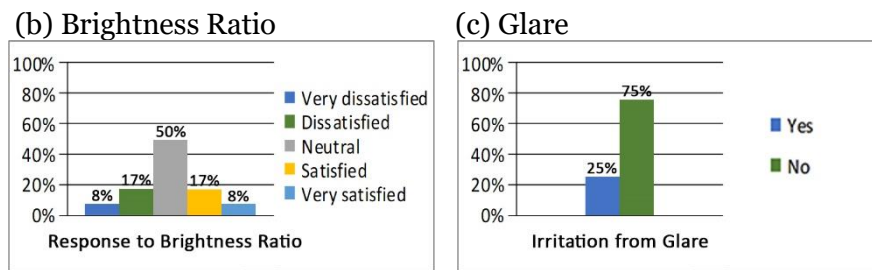 (b) Brightness Ratio
100%
80%
60%
40%
20%
0%
8%
17%
50%
17%
8%
Very dissatisfied
Dissatisfied
Neutral
Satisfied
Very satisfied
Response to Brightness Ratio
(c) Glare
100%
80%
60%
40%
20%
0%
25%
75%
Yes
No
Irritation from Glare